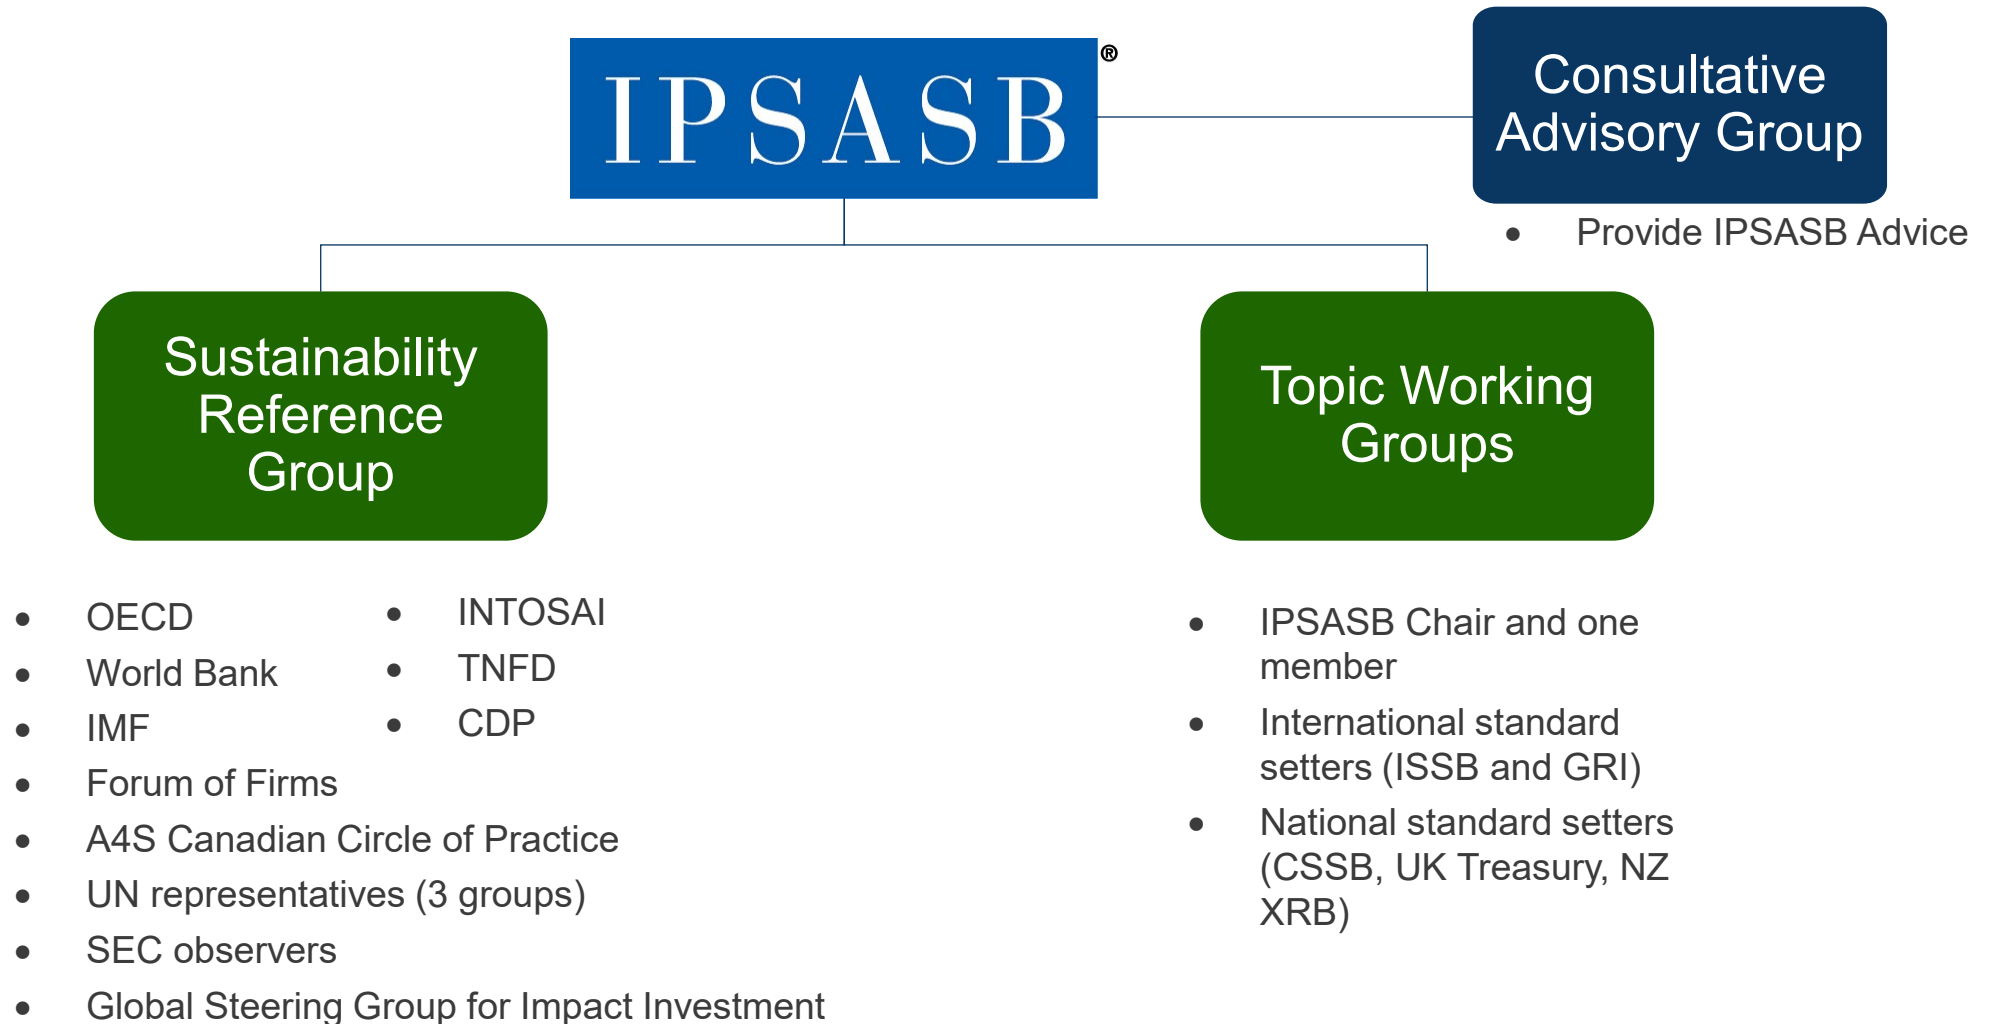 IPSASB®
Consultative
Advisory Group
• Provide IPSASB Advice
Sustainability
Reference
Group
Topic Working
Groups
• OECD
• World Bank
• IMF
• Forum of Firms
• A4S Canadian Circle of Practice
• UN representatives (3 groups)
• SEC observers
• Global Steering Group for Impact Investment
• INTOSAI
• TNFD
• CDP
• IPSASB Chair and one
member
• International standard
setters (ISSB and GRI)
• National standard setters
(CSSB, UK Treasury, NZ
XRB)